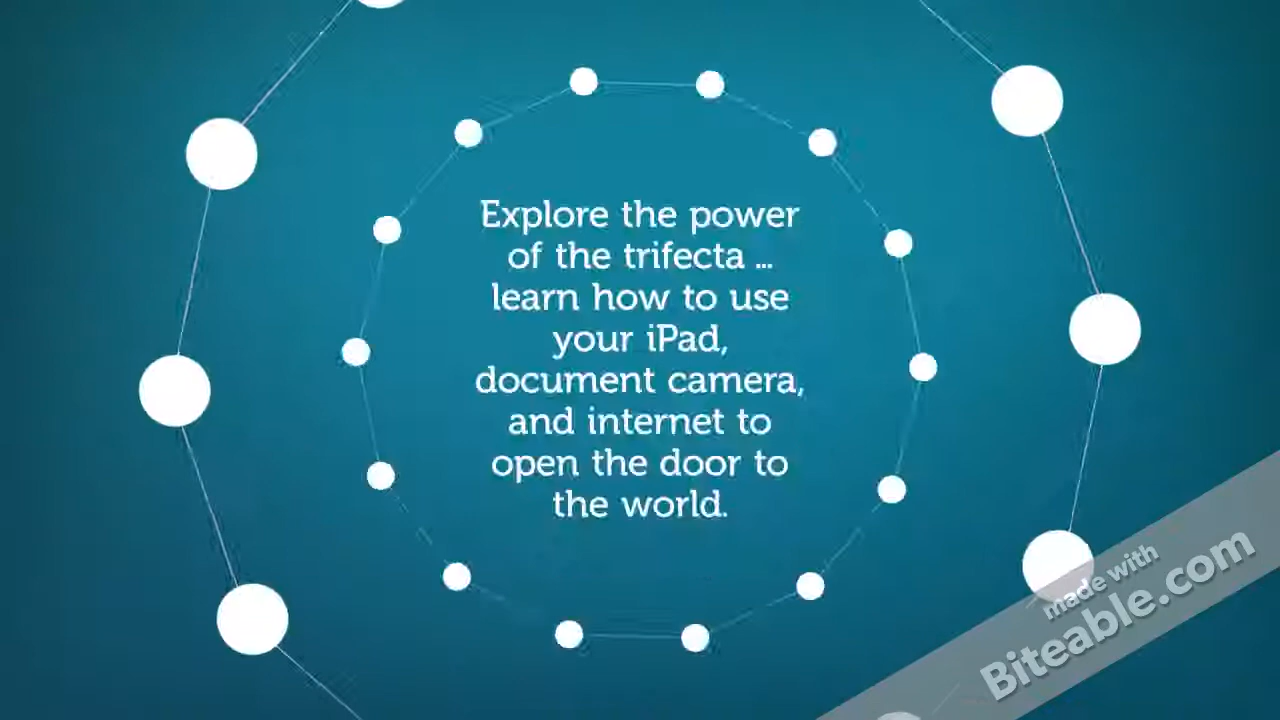 Explore the power
of the trifecta ...
learn how to use
your iPad,
document camera,
and internet to
open the door to
the world.
made with
Biteable.com